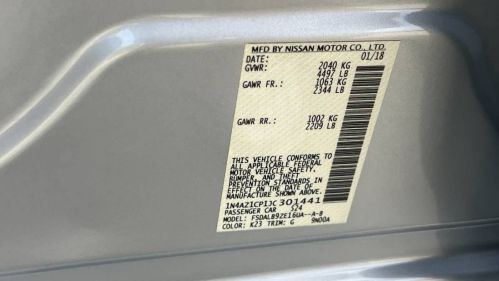 MFD BY NISSAN MOTOR CO., LTD.
DATE: 01/18
GVWR: 2040 KG
4497 LB
GAWR FR.: 1063 KG
2344 LB
GAWR RR.: 1002 KG
2209 LB
THIS VEHICLE CONFORMS TO
ALL APPLICABLE FEDERAL
MOTOR VEHICLE SAFETY,
BUMPER, AND THEFT
PREVENTION STANDARDS IN
EFFECT ON THE DATE OF
MANUFACTURE SHOWN ABOVE.
1N4AZ1CP1JC301441
PASSENGER CAR S24
MODEL: FSDALB9ZE16UA--A-B
COLOR: K23 TRIM: G 9N00A